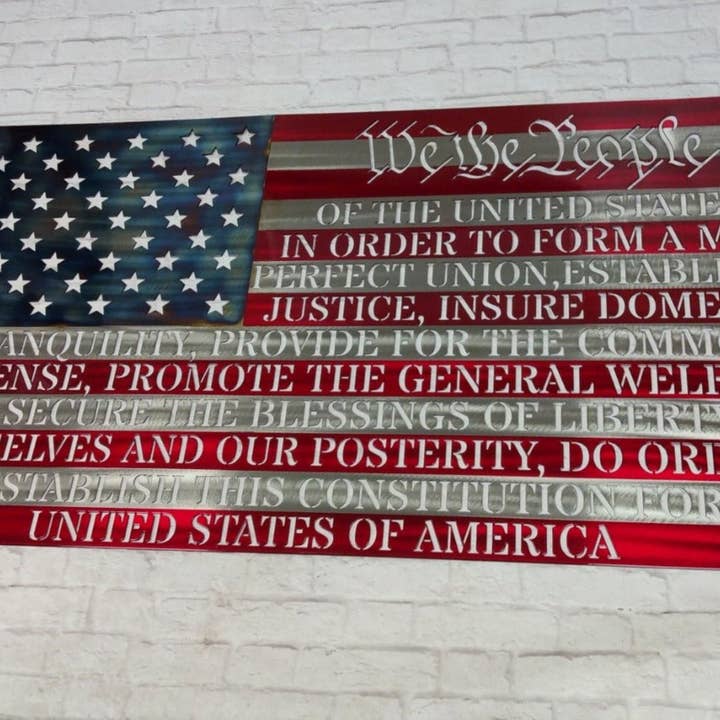 We The People
OF THE UNITED STATE
IN ORDER TO FORM A M
PERFECT UNION, ESTABLI
JUSTICE, INSURE DOME
ANQUILITY, PROVIDE FOR THE COMM
ENSE, PROMOTE THE GENERAL WELF
SECURE THE BLESSINGS OF LIBERT
ELVES AND OUR POSTERITY, DO ORD
STABLISH THIS CONSTITUTION FOR
UNITED STATES OF AMERICA